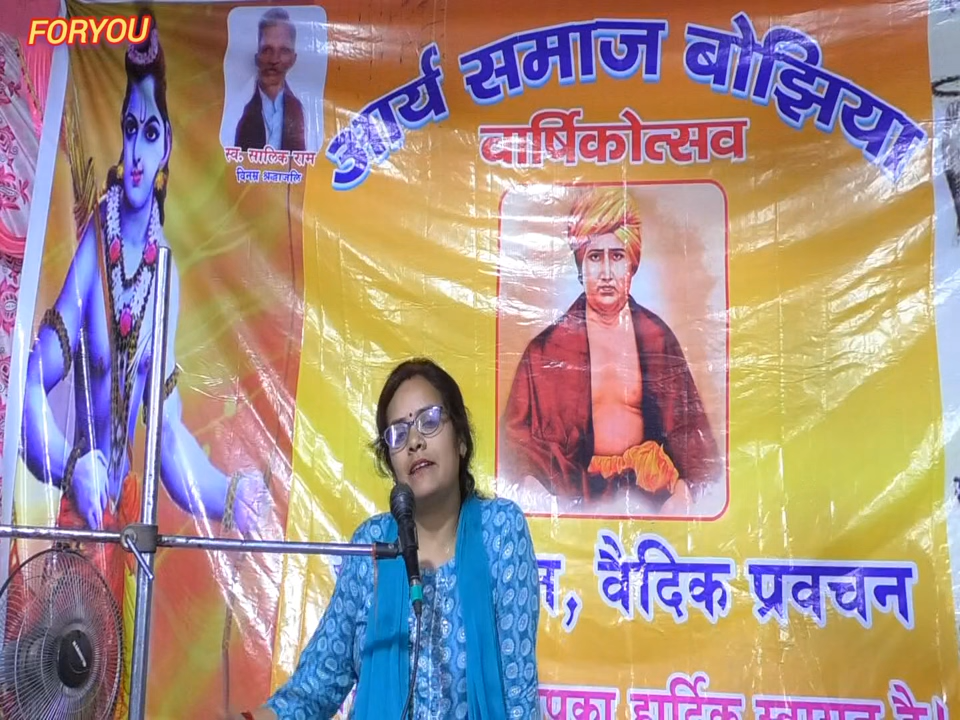 FORYOU
आर्य समाज बोझिया
वार्षिकोत्सव
स्व. सालिक राम
विनम्र श्रद्धांजलि
, वैदिक प्रवचन
हार्दिक स्वागत है।